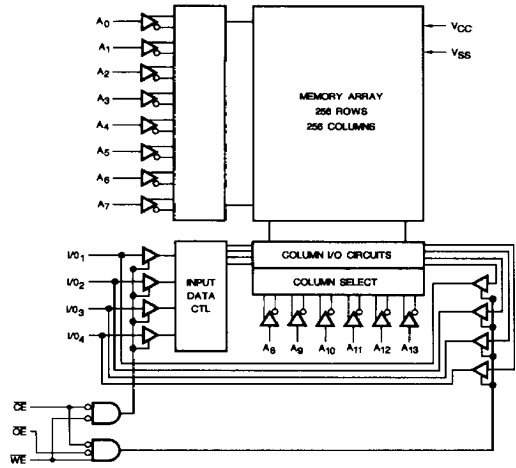 A0
A1
A2
A3
A4
A5
A6
A7
VCC
VSS
MEMORY ARRAY
256 ROWS
256 COLUMNS
I/O1
I/O2
I/O3
I/O4
INPUT
DATA
CTL
COLUMN I/O CIRCUITS
COLUMN SELECT
A8
A9
A10
A11
A12
A13
CE
OE
WE